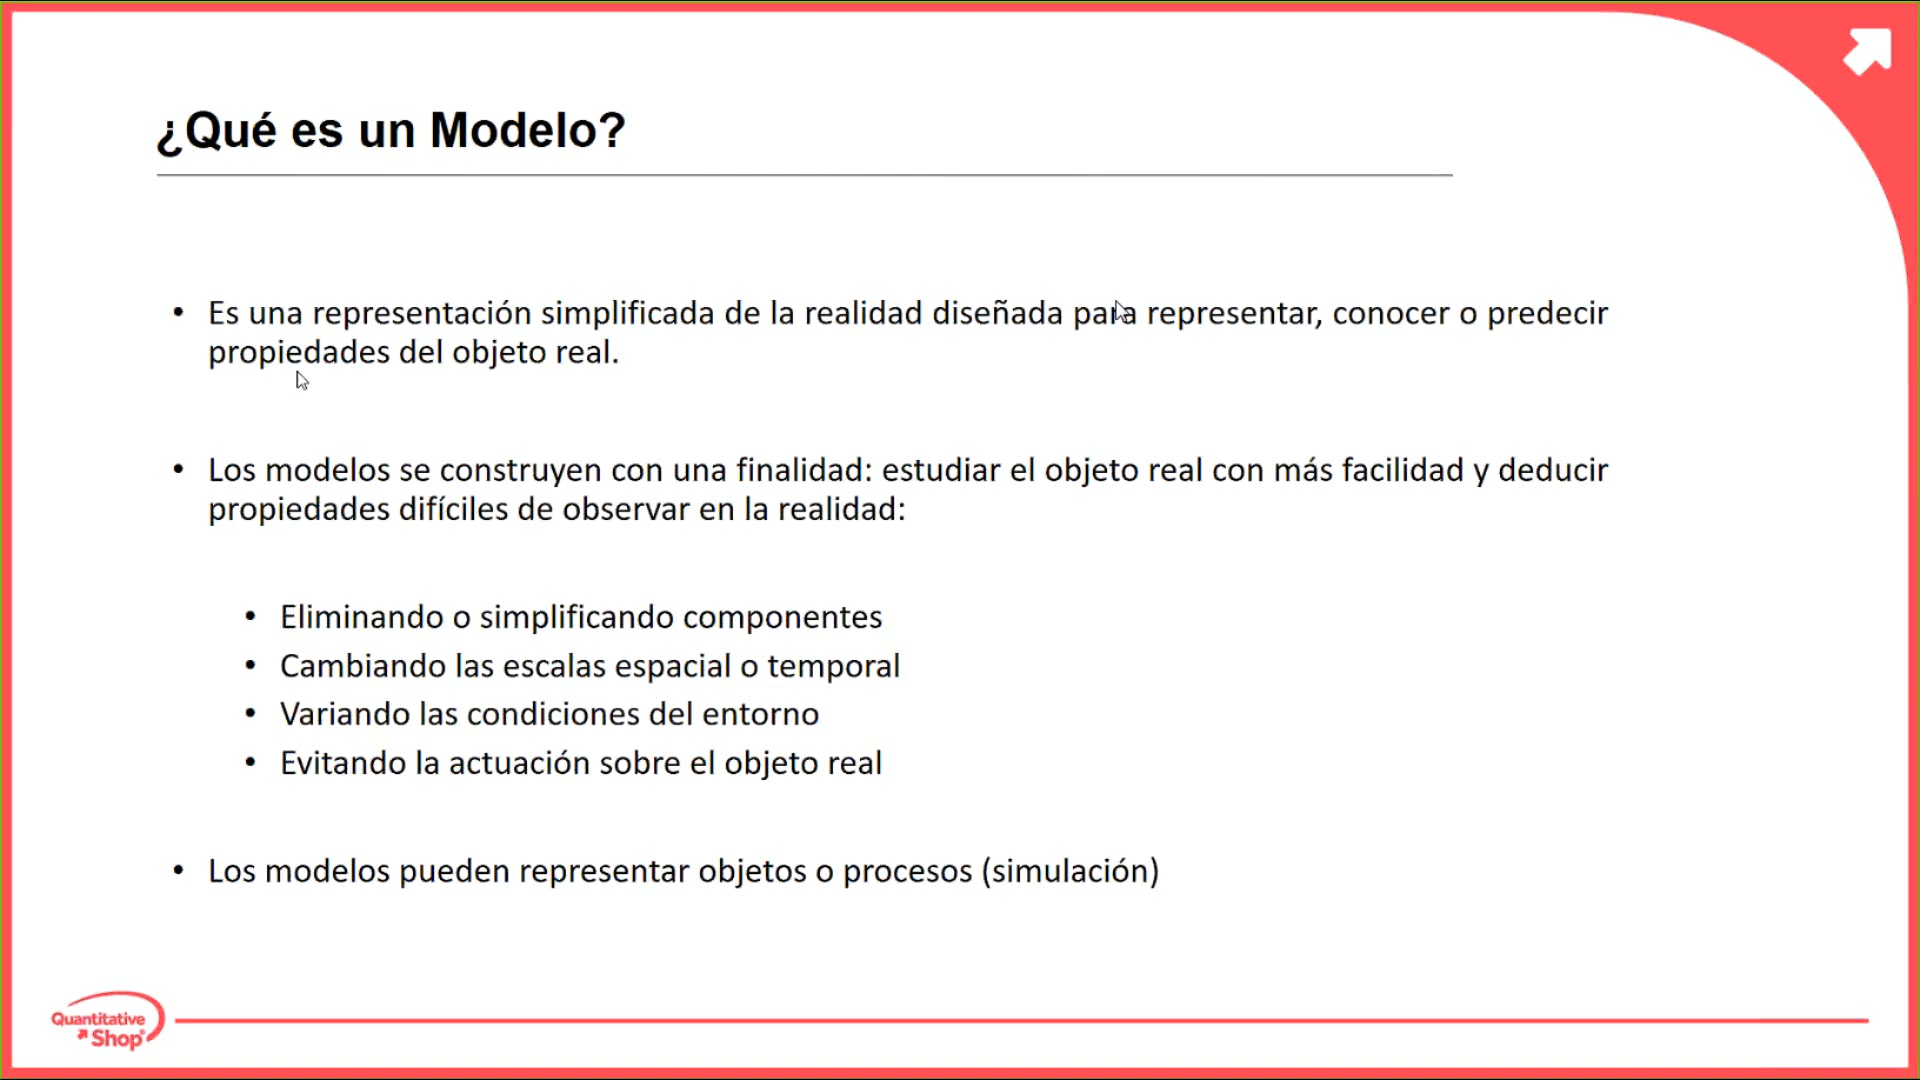 ¿Qué es un Modelo?
• Es una representación simplificada de la realidad diseñada para representar, conocer o predecir
propiedades del objeto real.
• Los modelos se construyen con una finalidad: estudiar el objeto real con más facilidad y deducir
propiedades difíciles de observar en la realidad:
• Eliminando o simplificando componentes
• Cambiando las escalas espacial o temporal
• Variando las condiciones del entorno
• Evitando la actuación sobre el objeto real
• Los modelos pueden representar objetos o procesos (simulación)
Quantitative
Shop®